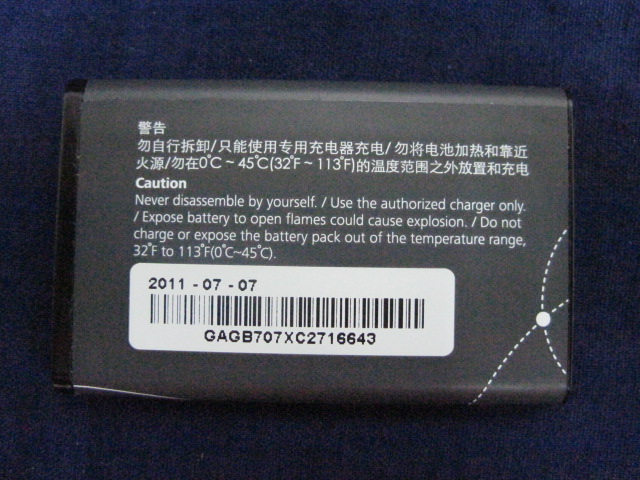 警告
勿自行拆卸/只能使用专用充电器充电/勿将电池加热和靠近
火源/勿在0℃～45℃(32℉～113℉)的温度范围之外放置和充电
Caution
Never disassemble by yourself. / Use the authorized charger only.
/ Expose battery to open flames could cause explosion. / Do not
charge or expose the battery pack out of the temperature range,
32℉ to 113℉(0℃~45℃).
2011 - 07 - 07
GAGB707XC2716643